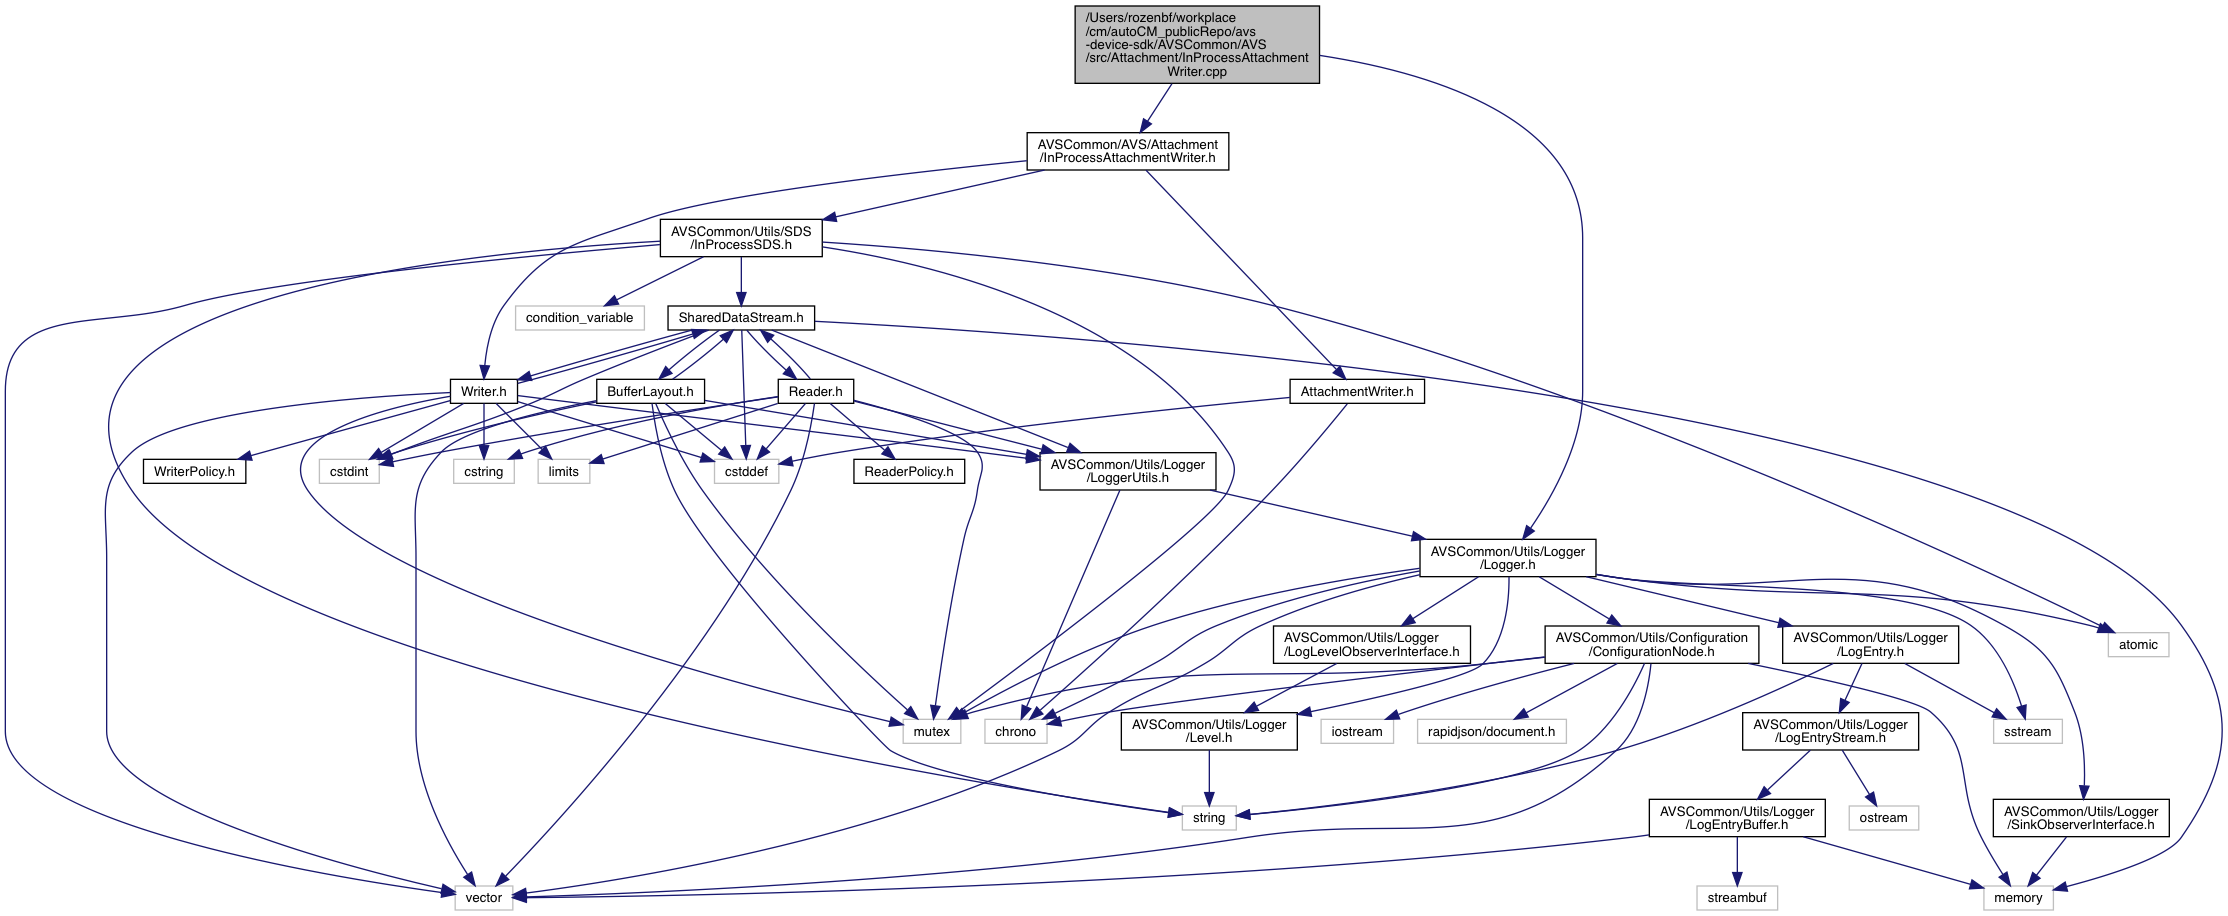 /Users/rozenbf/workplace
/cm/autoCM_publicRepo/avs
-device-sdk/AVSCommon/AVS
/src/Attachment/InProcessAttachment
Writer.cpp
AVSCommon/AVS/Attachment
/InProcessAttachmentWriter.h
AVSCommon/Utils/SDS
/InProcessSDS.h
condition_variable
SharedDataStream.h
Writer.h
BufferLayout.h
Reader.h
AttachmentWriter.h
WriterPolicy.h
cstdint
cstring
limits
cstddef
ReaderPolicy.h
AVSCommon/Utils/Logger
/LoggerUtils.h
AVSCommon/Utils/Logger
/Logger.h
AVSCommon/Utils/Logger
/LogLevelObserverInterface.h
AVSCommon/Utils/Configuration
/ConfigurationNode.h
AVSCommon/Utils/Logger
/LogEntry.h
atomic
mutex
chrono
AVSCommon/Utils/Logger
/Level.h
iostream
rapidjson/document.h
AVSCommon/Utils/Logger
/LogEntryStream.h
sstream
string
AVSCommon/Utils/Logger
/LogEntryBuffer.h
ostream
AVSCommon/Utils/Logger
/SinkObserverInterface.h
vector
streambuf
memory